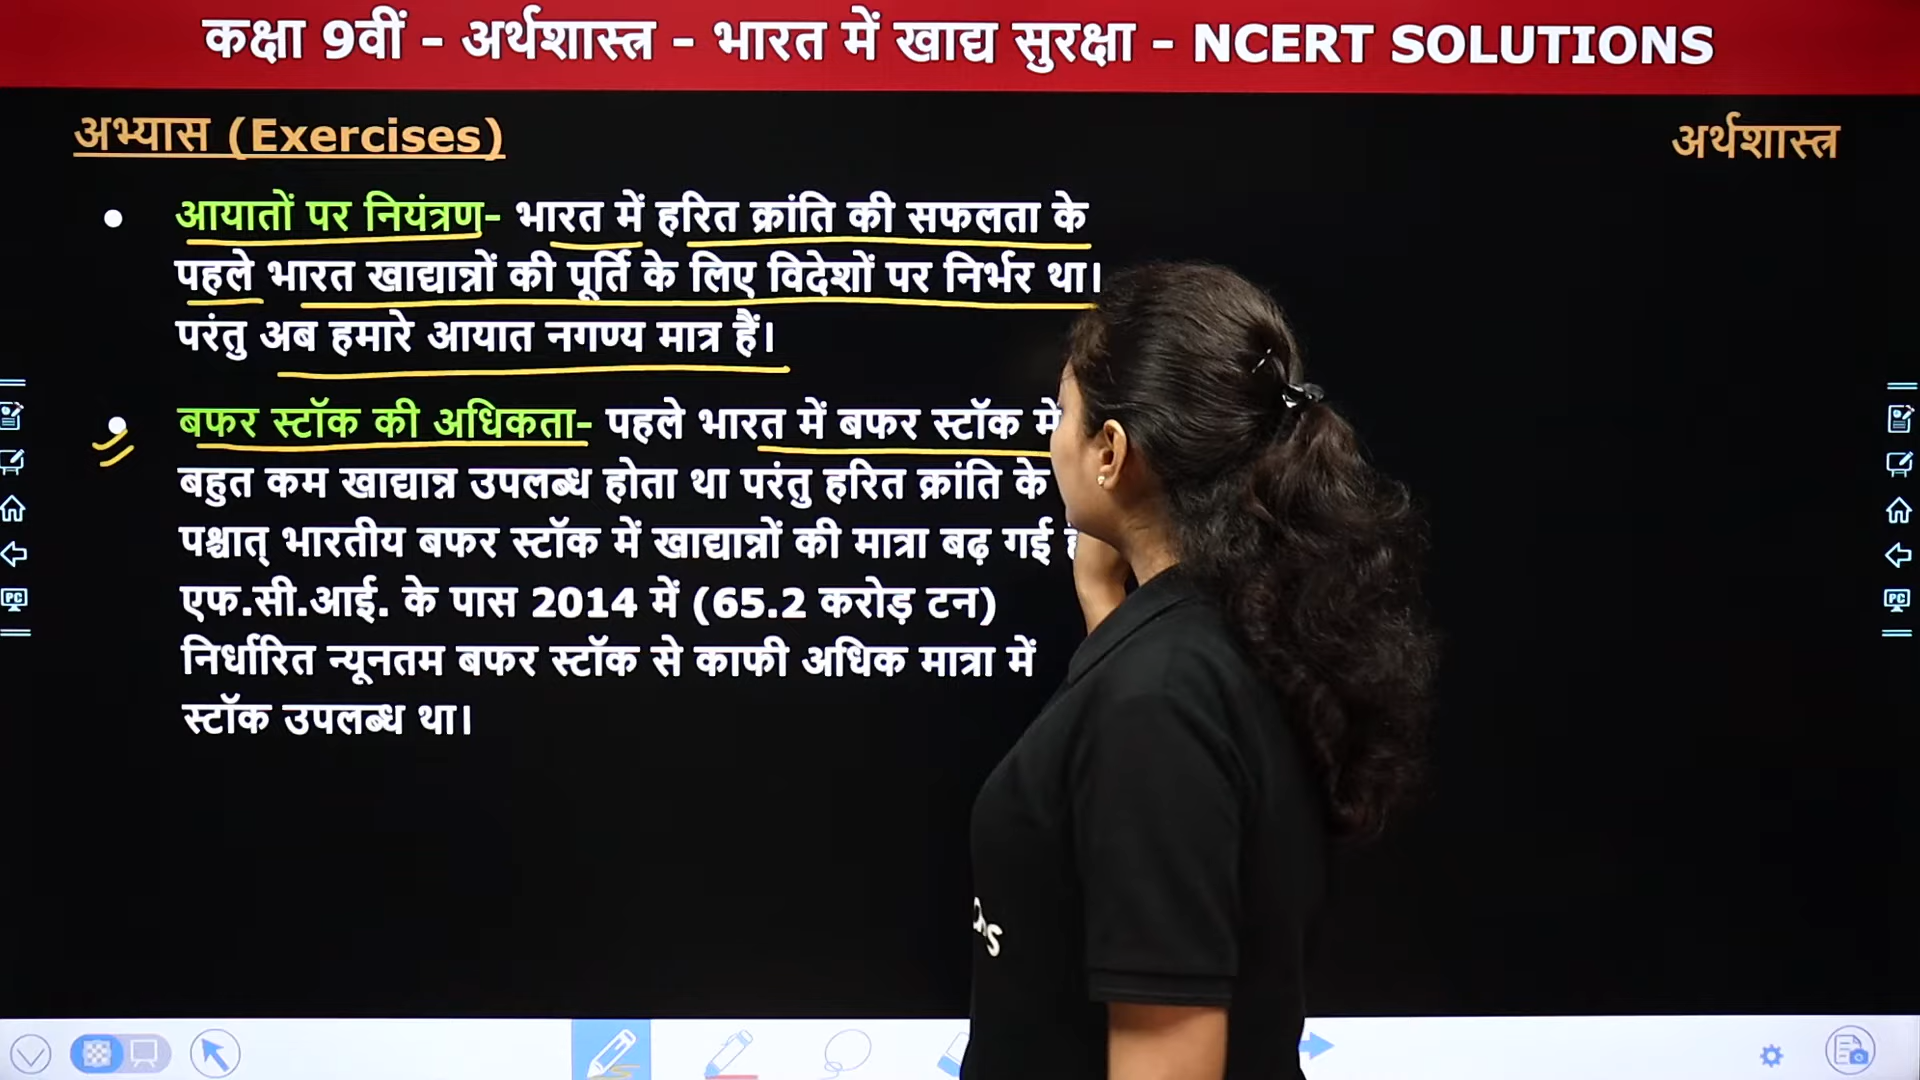 कक्षा 9वीं - अर्थशास्त्र - भारत में खाद्य सुरक्षा - NCERT SOLUTIONS
अभ्यास (Exercises)
अर्थशास्त्र
आयातों पर नियंत्रण- भारत में हरित क्रांति की सफलता के
पहले भारत खाद्यान्नों की पूर्ति के लिए विदेशों पर निर्भर था।
परंतु अब हमारे आयात नगण्य मात्र हैं।
बफर स्टॉक की अधिकता- पहले भारत में बफर स्टॉक में
बहुत कम खाद्यान्न उपलब्ध होता था परंतु हरित क्रांति के
पश्चात् भारतीय बफर स्टॉक में खाद्यान्नों की मात्रा बढ़ गई
एफ.सी.आई. के पास 2014 में (65.2 करोड़ टन)
निर्धारित न्यूनतम बफर स्टॉक से काफी अधिक मात्रा में
स्टॉक उपलब्ध था।
PC
PC